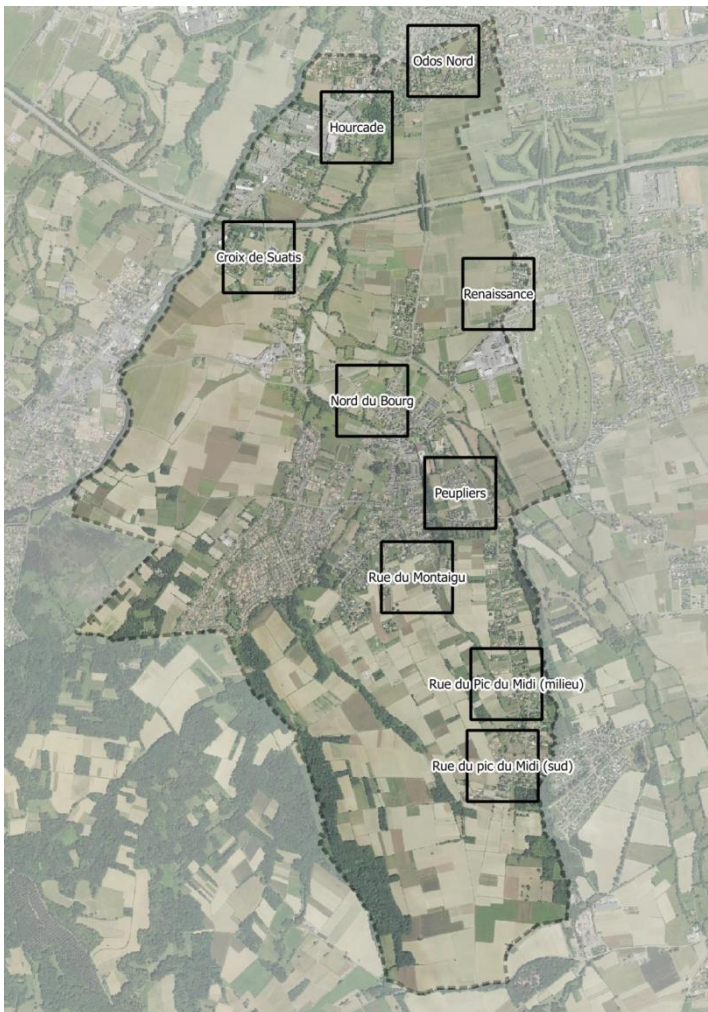 Odos Nord
Hourcade
Croix de Suatis
Renaissance
Nord du Bourg
Peupliers
Rue du Montaigu
Rue du Pic du Midi (milieu)
Rue du pic du Midi (sud)